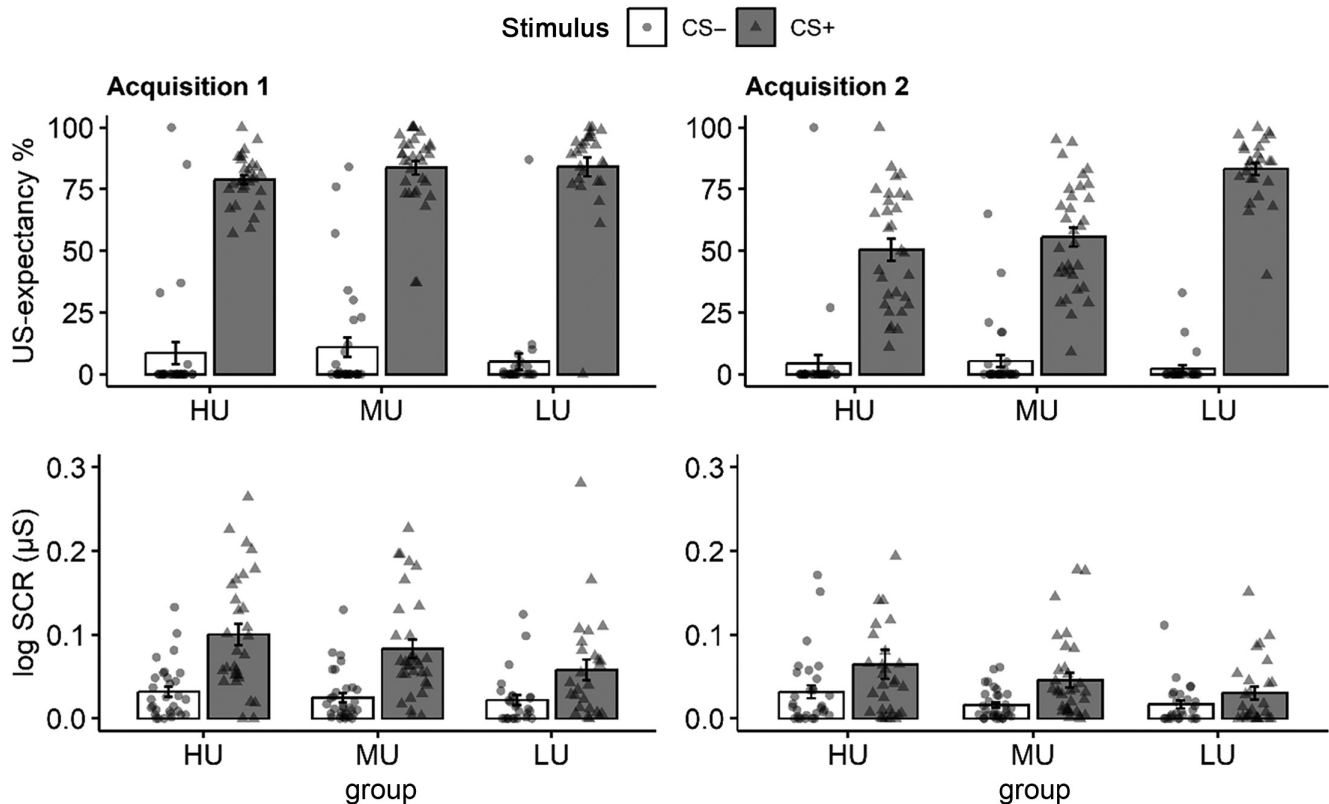 Stimulus CS− CS+
Acquisition 1
Acquisition 2
US-expectancy %
100
75
50
25
0
HU MU LU
100
75
50
25
0
HU MU LU
log SCR (µS)
0.3
0.2
0.1
0.0
HU MU LU
group
0.3
0.2
0.1
0.0
HU MU LU
group